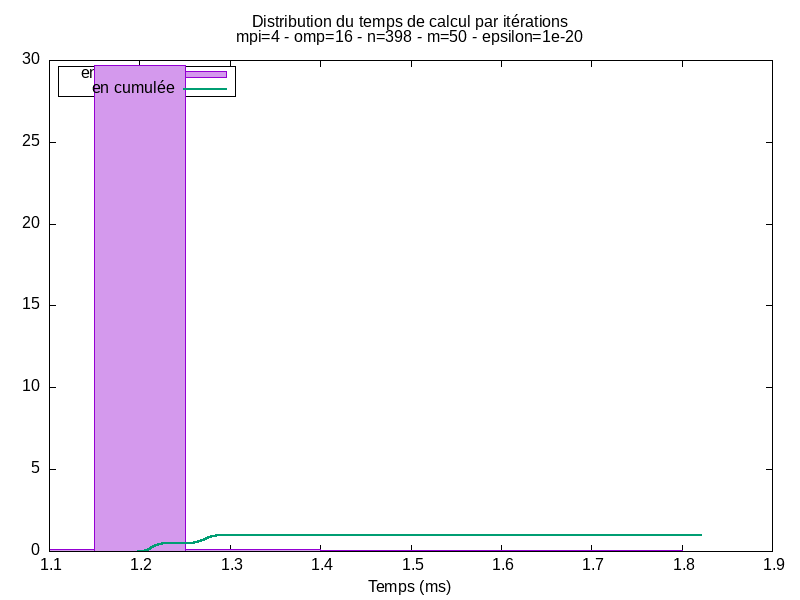 Distribution du temps de calcul par itérations
mpi=4 - omp=16 - n=398 - m=50 - epsilon=1e-20
30
25
20
15
10
5
0
en cumulée
1.1 1.2 1.3 1.4 1.5 1.6 1.7 1.8 1.9
Temps (ms)